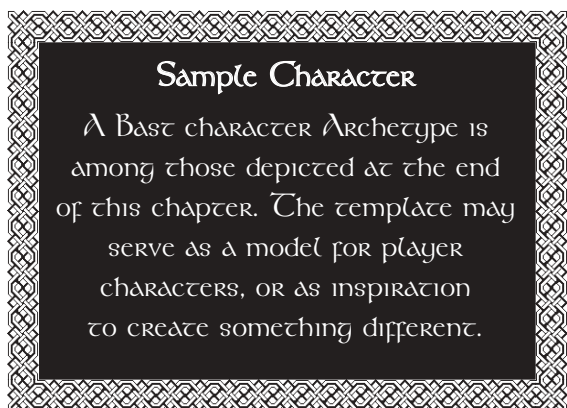 Sample Character
A Bast character Archetype is
among those depicted at the end
of this chapter. The template may
serve as a model for player
characters, or as inspiration
to create something different.